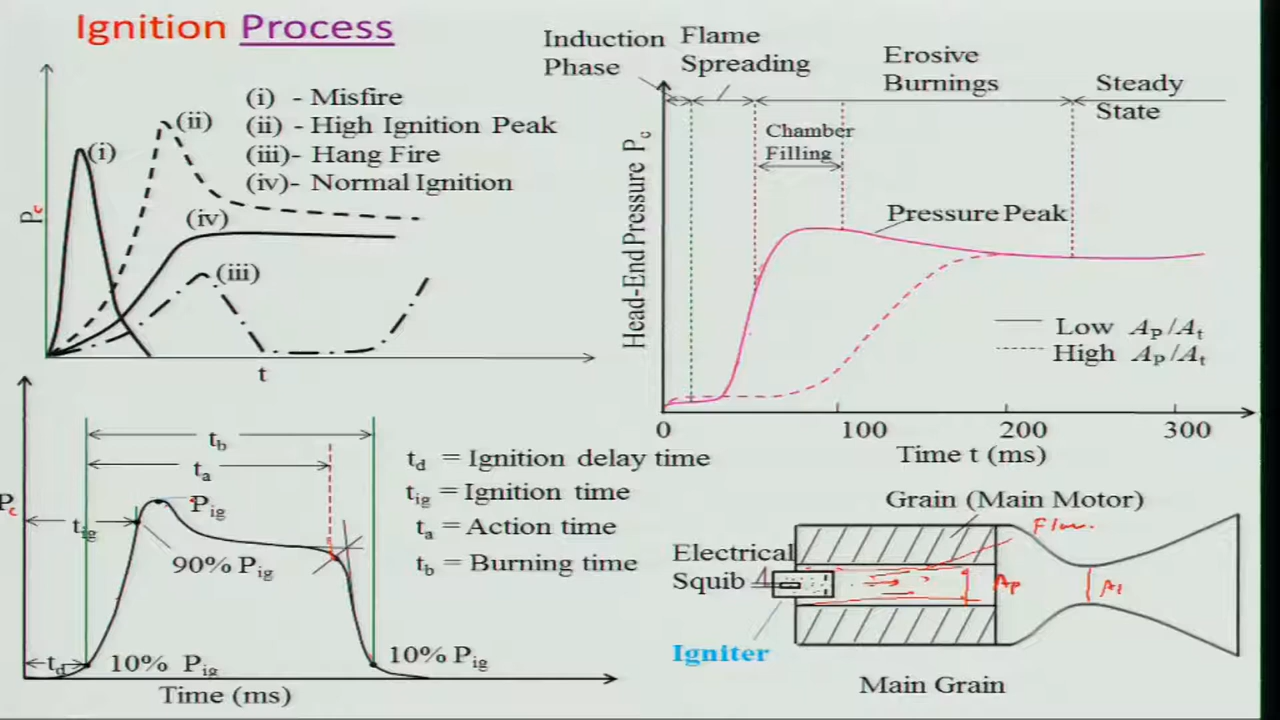 Ignition Process
(i) - Misfire
(ii) - High Ignition Peak
(iii)- Hang Fire
(iv)- Normal Ignition
(i)
(ii)
(iv)
(iii)
Pc
t
Induction Phase
Flame Spreading
Erosive Burnings
Steady State
Chamber Filling
Pressure Peak
Head-End Pressure Pc
Low Ap/At
High Ap/At
0 100 200 300
Time t (ms)
Pc
tb
ta
tig
Pig
90% Pig
td
10% Pig
10% Pig
Time (ms)
td = Ignition delay time
tig = Ignition time
ta = Action time
tb = Burning time
Grain (Main Motor)
Electrical Squib
Igniter
Ap
At
Main Grain